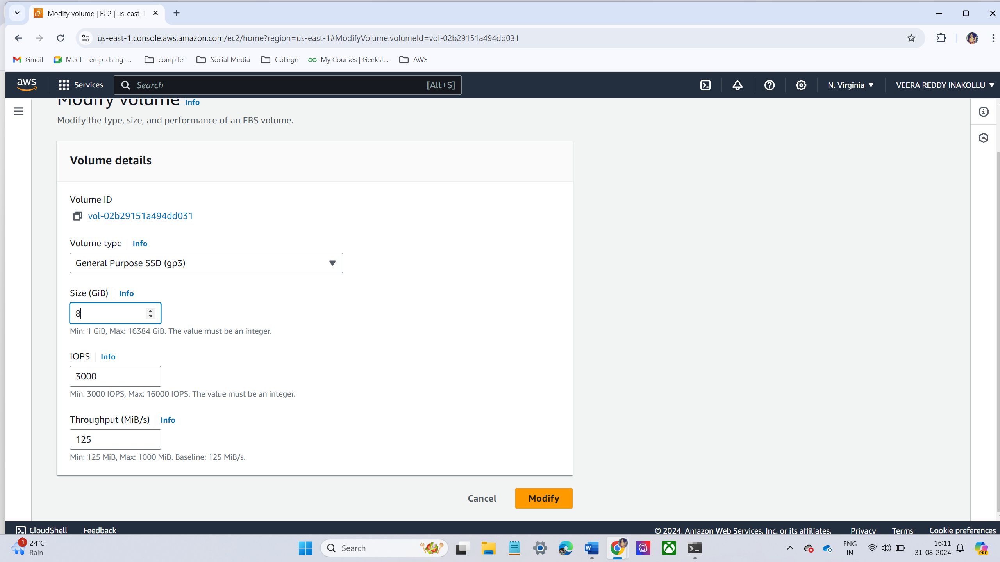 Modify volume | EC2 | us-east-1
us-east-1.console.aws.amazon.com/ec2/home?region=us-east-1#ModifyVolume:volumeId=vol-02b29151a494dd031
Gmail
Meet – emp-dsmg-...
compiler
Social Media
College
My Courses | Geeksf...
AWS
aws
Services
Search
[Alt+S]
N. Virginia
VEERA REDDY INAKOLLU
Modify volume Info
Modify the type, size, and performance of an EBS volume.
Volume details
Volume ID
vol-02b29151a494dd031
Volume type Info
General Purpose SSD (gp3)
Size (GiB) Info
8
Min: 1 GiB, Max: 16384 GiB. The value must be an integer.
IOPS Info
3000
Min: 3000 IOPS, Max: 16000 IOPS. The value must be an integer.
Throughput (MiB/s) Info
125
Min: 125 MiB, Max: 1000 MiB. Baseline: 125 MiB/s.
Cancel
Modify
CloudShell
Feedback
© 2024, Amazon Web Services, Inc. or its affiliates.
Privacy
Terms
Cookie preferences
1
24°C
Rain
Search
PRE
ENG
IN
16:11
31-08-2024